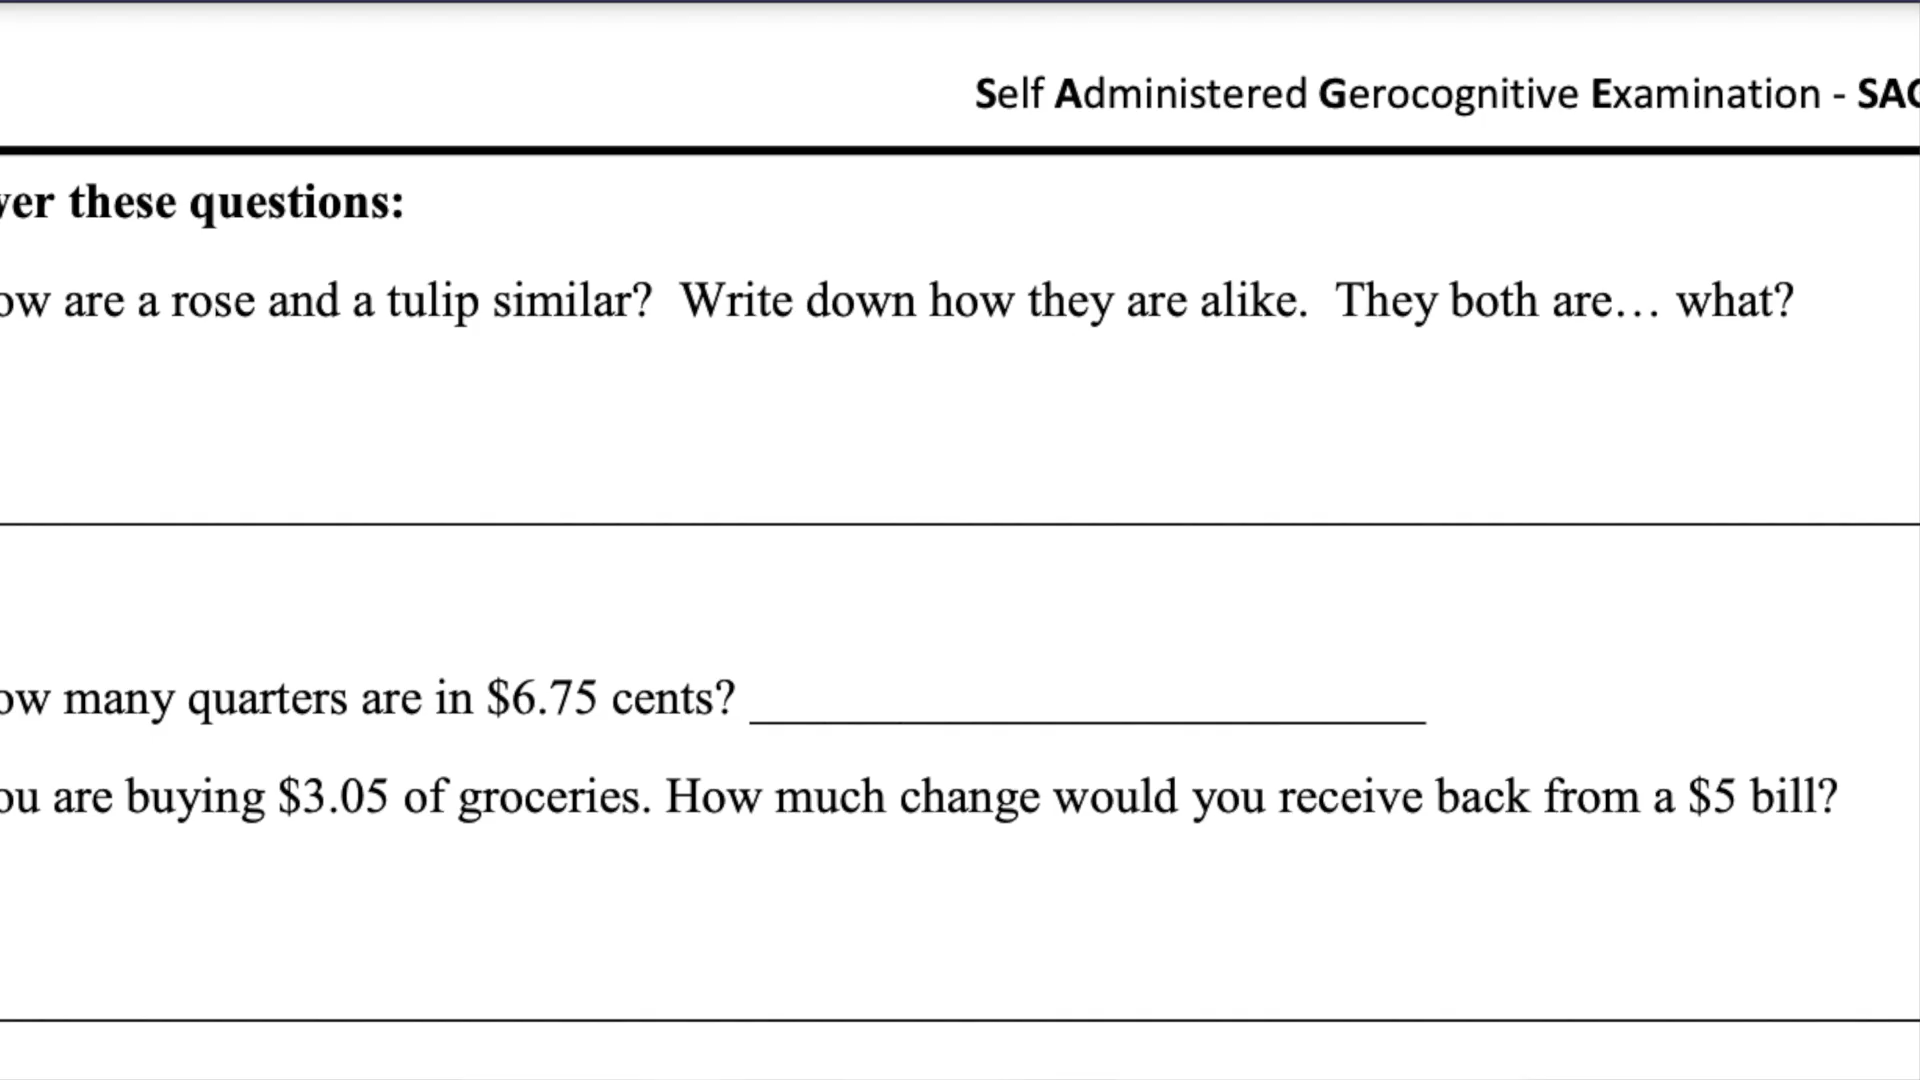 Self Administered Gerocognitive Examination - SAG
ver these questions:
ow are a rose and a tulip similar? Write down how they are alike. They both are… what?
ow many quarters are in $6.75 cents?
ou are buying $3.05 of groceries. How much change would you receive back from a $5 bill?